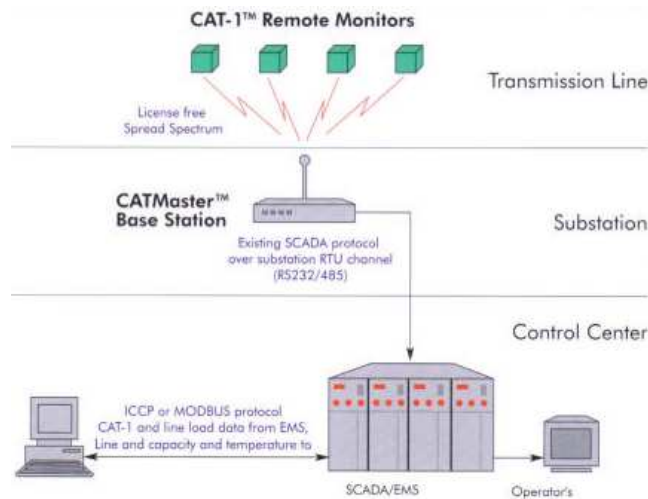 CAT-1™ Remote Monitors
Transmission Line
License free
Spread Spectrum
CATMaster™
Base Station
Substation
Existing SCADA protocol
over substation RTU channel
(RS232/485)
Control Center
ICCP or MODBUS protocol
CAT-1 and line load data from EMS,
Line and capacity and temperature to
SCADA/EMS
Operator's